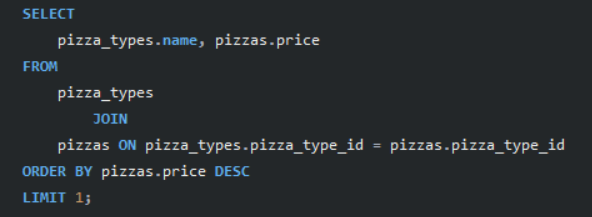 SELECT
pizza_types.name, pizzas.price
FROM
pizza_types
JOIN
pizzas ON pizza_types.pizza_type_id = pizzas.pizza_type_id
ORDER BY pizzas.price DESC
LIMIT 1;